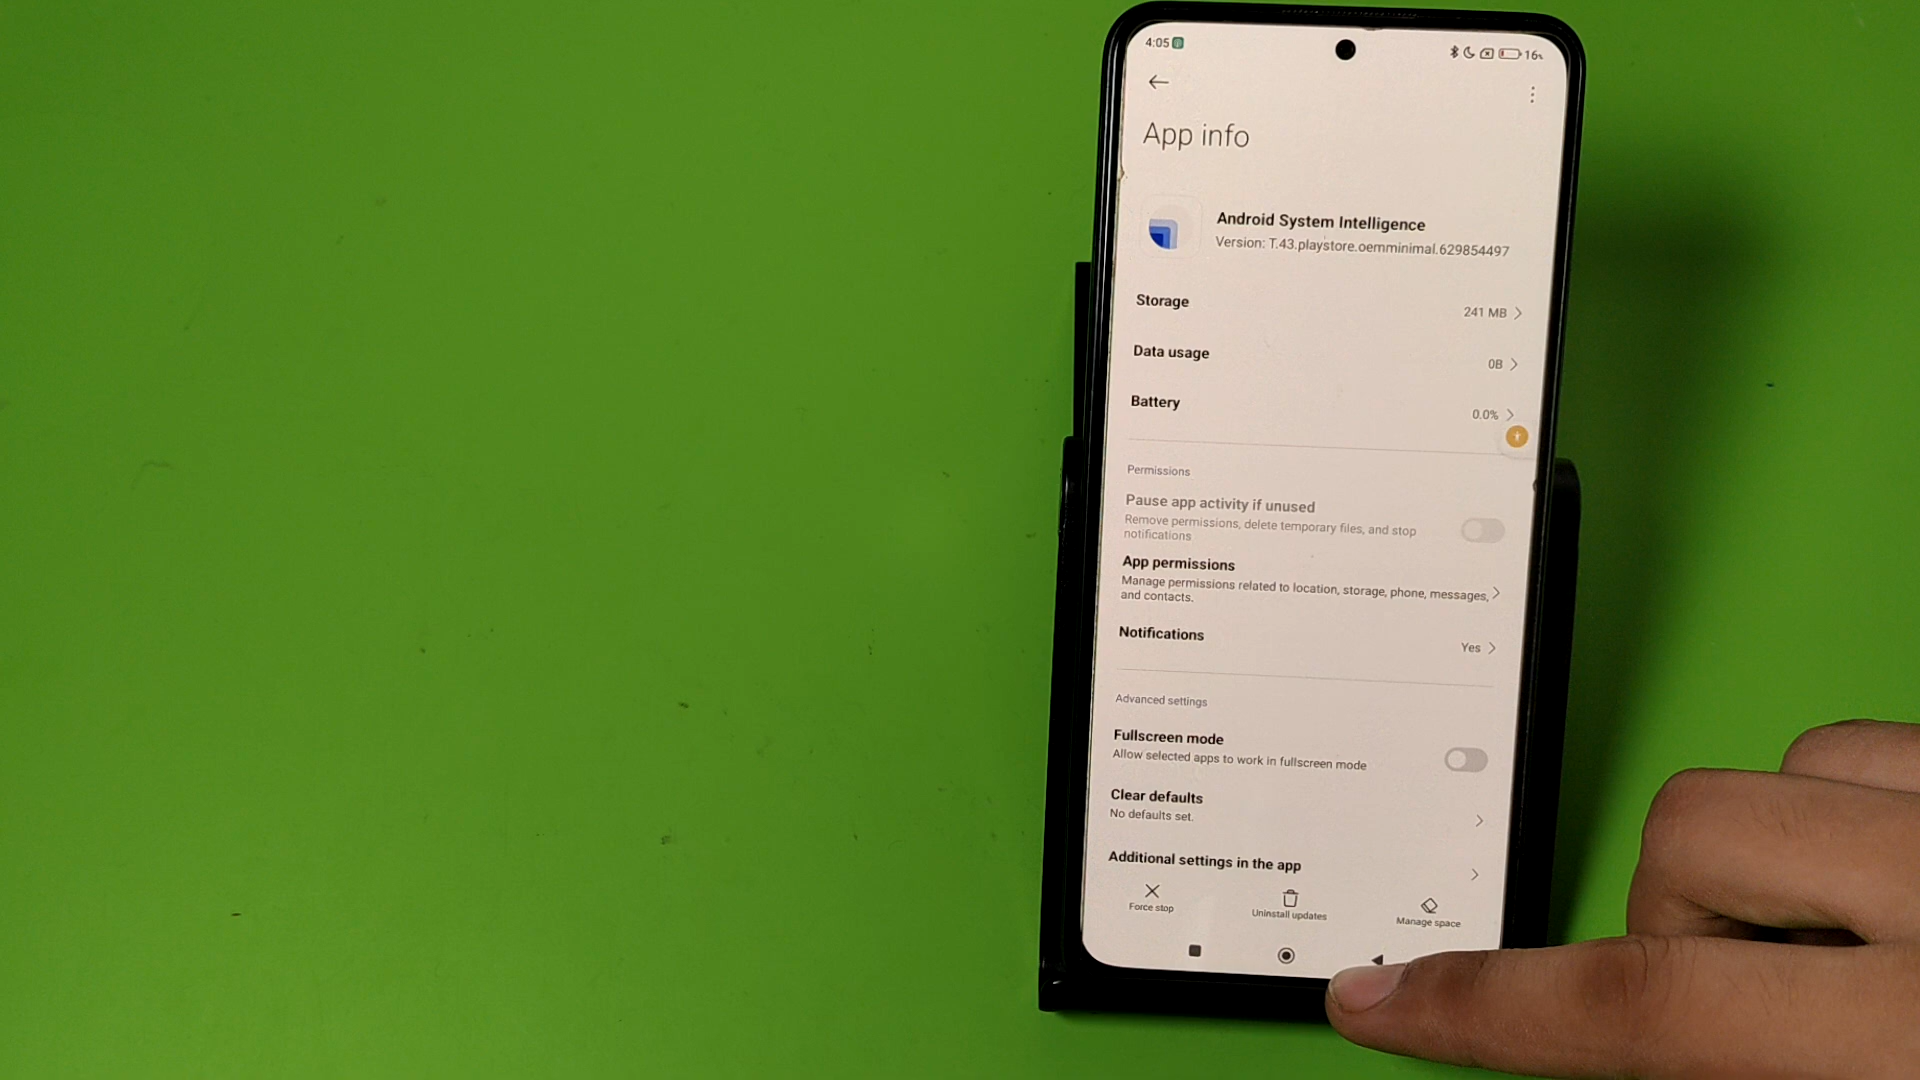 4:05
16%
App info
Android System Intelligence
Version: T.43.playstore.oemminimal.629854497
Storage
241 MB
Data usage
0B
Battery
0.0%
Permissions
Pause app activity if unused
Remove permissions, delete temporary files, and stop
notifications
App permissions
Manage permissions related to location, storage, phone, messages,
and contacts.
Notifications
Yes
Advanced settings
Fullscreen mode
Allow selected apps to work in fullscreen mode
Clear defaults
No defaults set.
Additional settings in the app
Force stop
Uninstall updates
Manage space